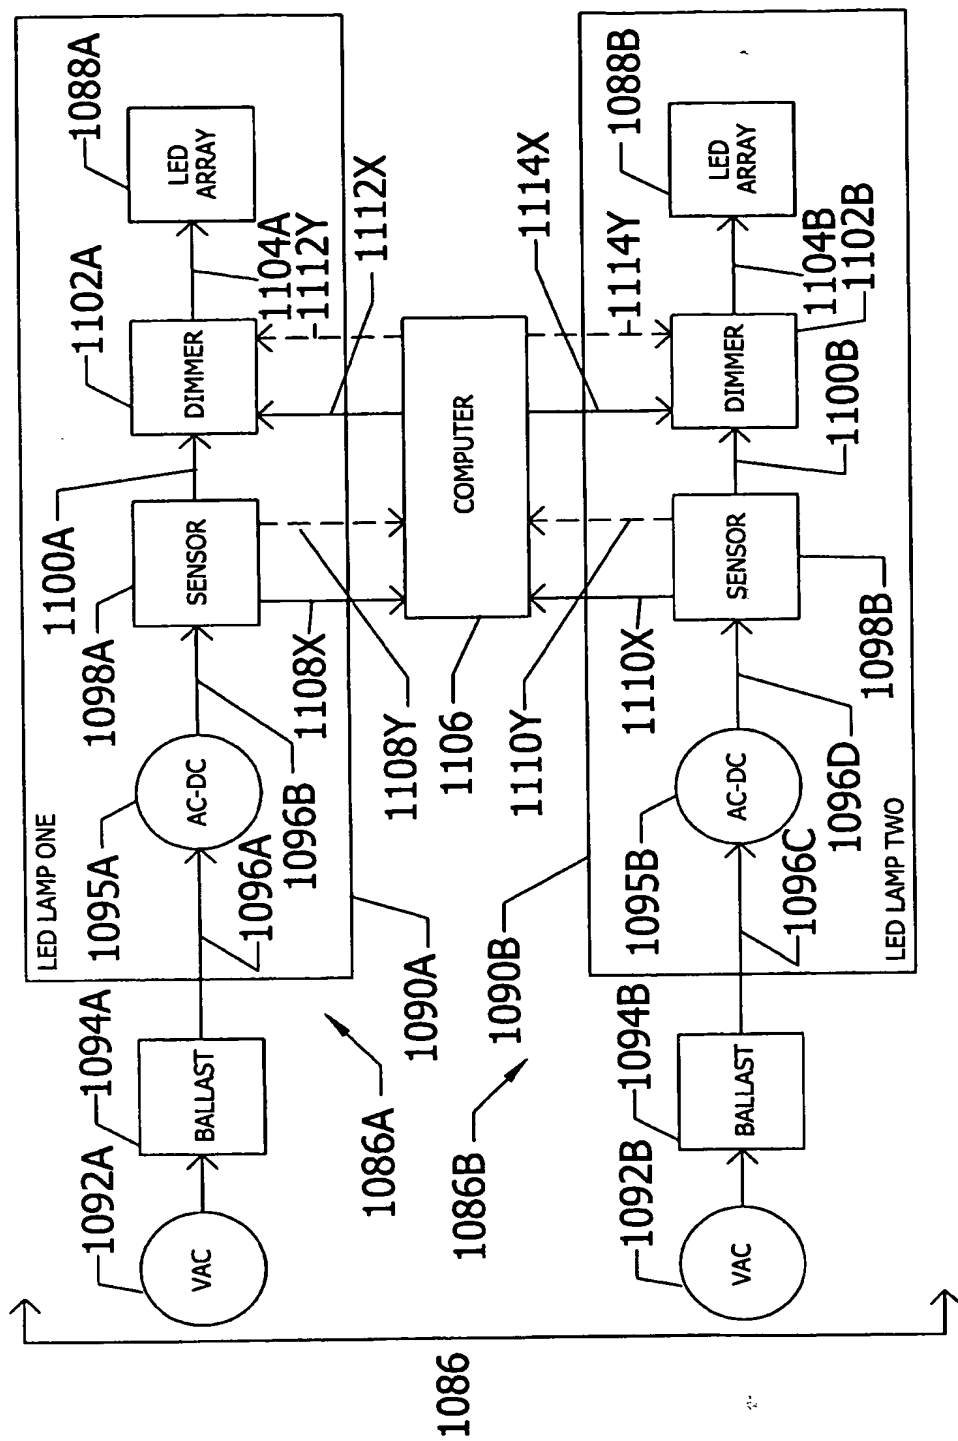 1086
1092A
1094A
1095A
1098A
1100A
1102A
1088A
LED LAMP ONE
VAC
BALLAST
AC-DC
SENSOR
DIMMER
LED
ARRAY
1096A
1096B
1108X
1104A
1112Y
1112X
1086A
1090A
1108Y
1106
COMPUTER
1086B
1090B
1110Y
1114X
1110X
1114Y
1092B
1094B
1095B
1088B
VAC
BALLAST
AC-DC
SENSOR
DIMMER
LED
ARRAY
1096C
1096D
1098B
1100B
1104B
1102B
LED LAMP TWO